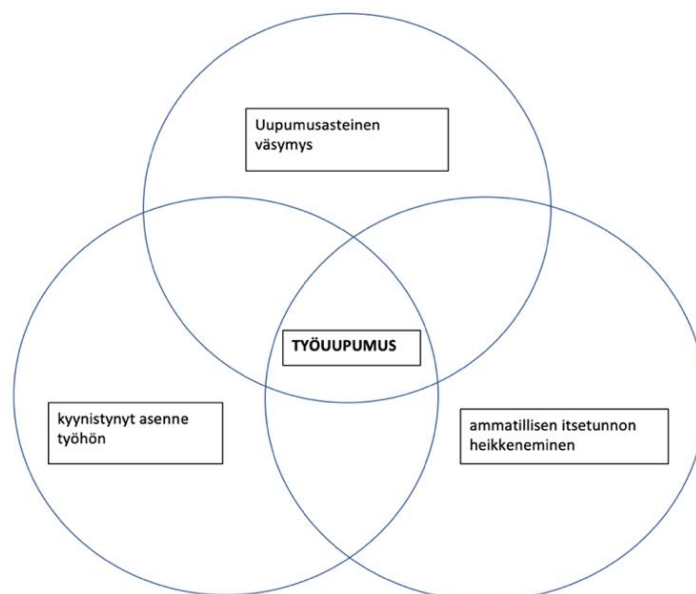 Uupumusasteinen
väsymys
TYÖUUPUMUS
kyynistynyt asenne
työhön
ammatillisen itsetunnon
heikkeneminen